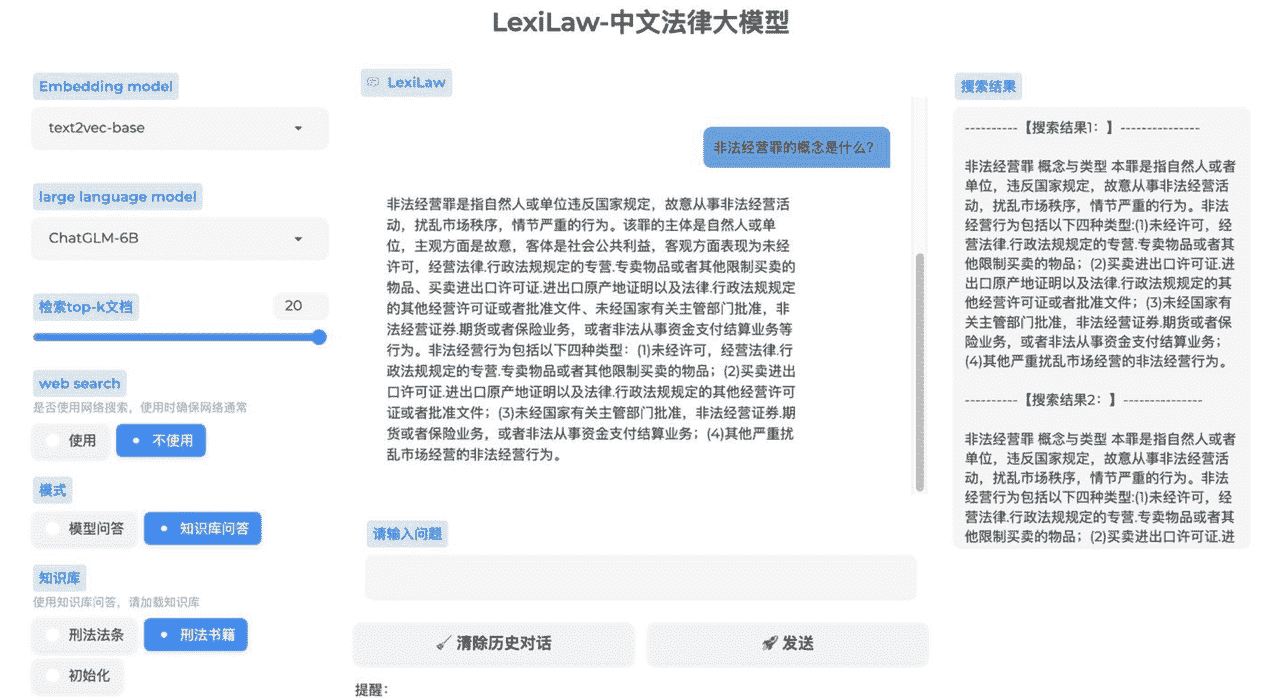 LexiLaw-中文法律大模型
Embedding model
text2vec-base
large language model
ChatGLM-6B
检索top-k文档
20
web search
是否使用网络搜索，使用时确保网络通常
使用
不使用
模式
模型问答
知识库问答
知识库
使用知识库问答，请加载知识库
刑法法条
刑法书籍
初始化
LexiLaw
非法经营罪的概念是什么？
非法经营罪是指自然人或单位违反国家规定，故意从事非法经营活
动，扰乱市场秩序，情节严重的行为。该罪的主体是自然人或单
位，主观方面是故意，客体是社会公共利益，客观方面表现为未经
许可，经营法律.行政法规规定的专营.专卖物品或者其他限制买卖的
物品、买卖进出口许可证.进出口原产地证明以及法律.行政法规规定
的其他经营许可证或者批准文件、未经国家有关主管部门批准，非
法经营证券.期货或者保险业务，或者非法从事资金支付结算业务等
行为。非法经营行为包括以下四种类型：(1)未经许可，经营法律.行
政法规规定的专营.专卖物品或者其他限制买卖的物品；(2)买卖进出
口许可证.进出口原产地证明以及法律.行政法规规定的其他经营许可
证或者批准文件；(3)未经国家有关主管部门批准，非法经营证券.期
货或者保险业务，或者非法从事资金支付结算业务；(4)其他严重扰
乱市场经营的非法经营行为。
请输入问题
清除历史对话
发送
提醒：
搜索结果
----------【搜索结果1：】---------------
非法经营罪 概念与类型 本罪是指自然人或者
单位，违反国家规定，故意从事非法经营活
动，扰乱市场秩序，情节严重的行为。非法
经营行为包括以下四种类型:(1)未经许可，经
营法律.行政法规规定的专营.专卖物品或者其
他限制买卖的物品；(2)买卖进出口许可证.进
出口原产地证明以及法律.行政法规规定的其
他经营许可证或者批准文件；(3)未经国家有
关主管部门批准，非法经营证券.期货或者保
险业务，或者非法从事资金支付结算业务；
(4)其他严重扰乱市场经营的非法经营行为。
----------【搜索结果2：】---------------
非法经营罪 概念与类型 本罪是指自然人或者
单位，违反国家规定，故意从事非法经营活
动，扰乱市场秩序，情节严重的行为。非法
经营行为包括以下四种类型:(1)未经许可，经
营法律.行政法规规定的专营.专卖物品或者其
他限制买卖的物品；(2)买卖进出口许可证.进